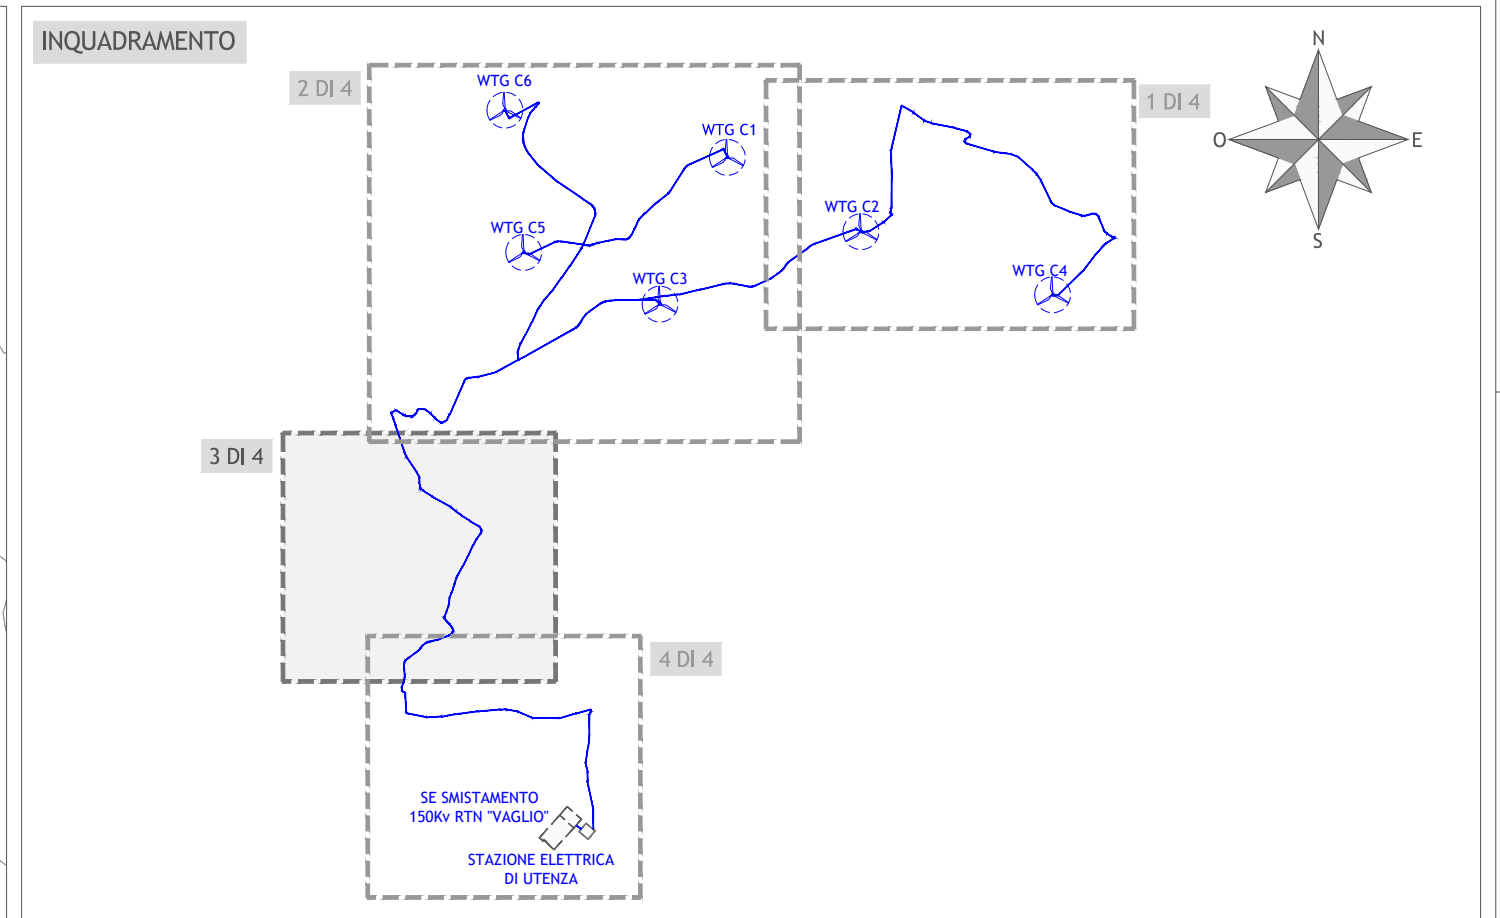 INQUADRAMENTO
N
2 DI 4
WTG C6
1 DI 4
WTG C1
O
E
WTG C2
WTG C5
S
WTG C4
WTG C3
3 DI 4
4 DI 4
SE SMISTAMENTO
150Kv RTN "VAGLIO"
STAZIONE ELETTRICA
DI UTENZA